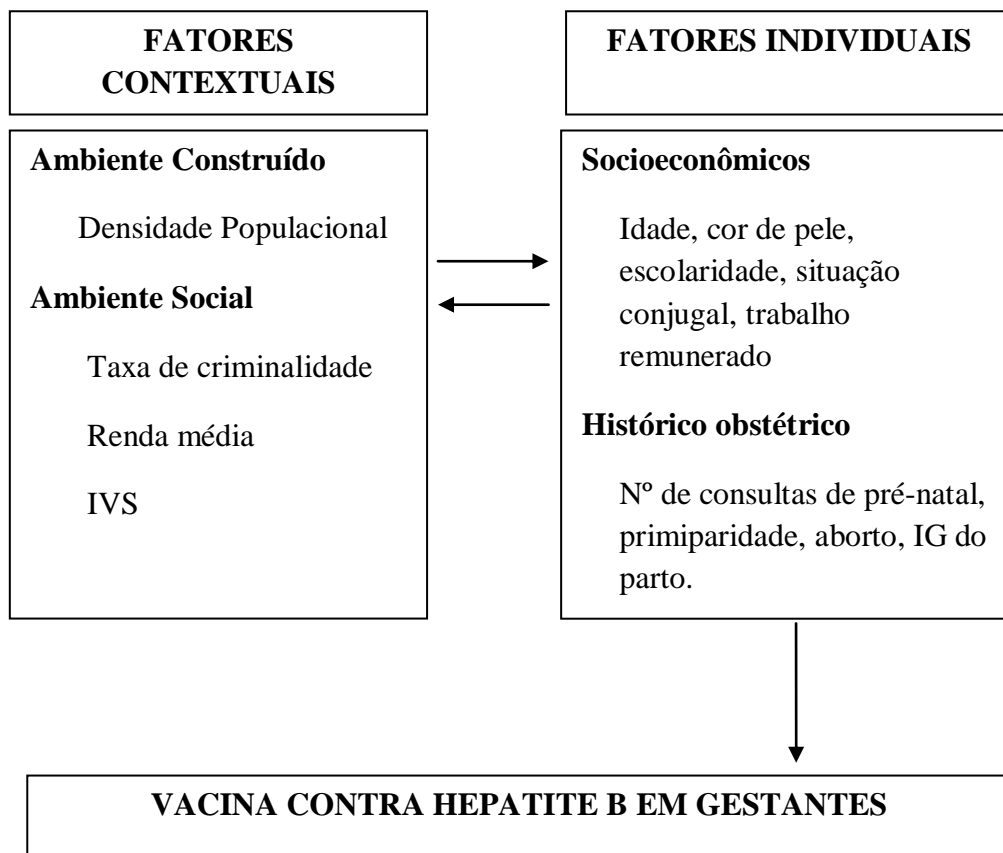 FATORES
CONTEXTUAIS
FATORES INDIVIDUAIS
Ambiente Construído
Densidade Populacional
Ambiente Social
Taxa de criminalidade
Renda média
IVS
Socioeconômicos
Idade, cor de pele,
escolaridade, situação
conjugal, trabalho
remunerado
Histórico obstétrico
Nº de consultas de pré-natal,
primiparidade, aborto, IG do
parto.
VACINA CONTRA HEPATITE B EM GESTANTES